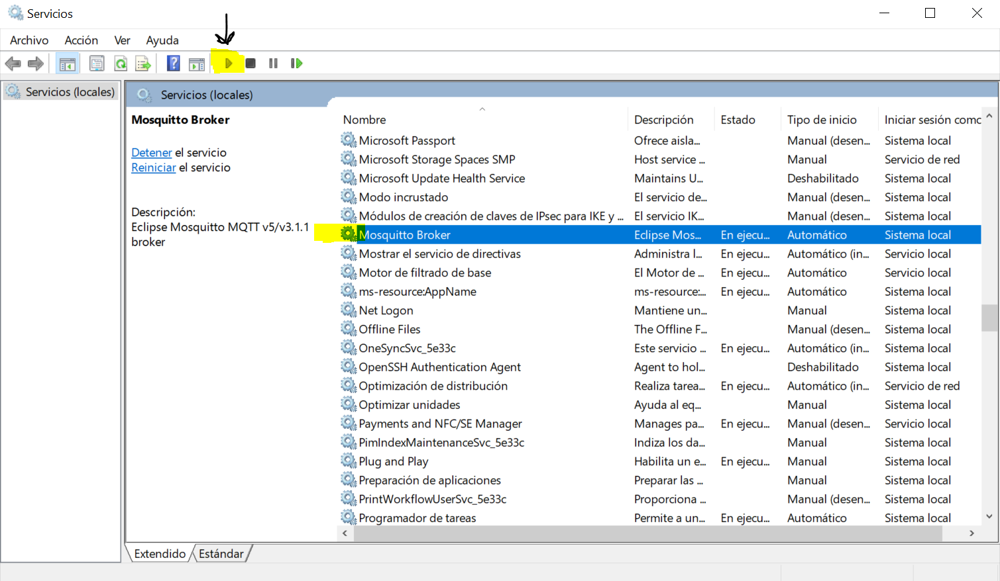 Servicios
Archivo Acción Ver Ayuda
?
Servicios (locales)
Servicios (locales)
Mosquitto Broker
Detener el servicio
Reiniciar el servicio
Descripción:
Eclipse Mosquitto MQTT v5/v3.1.1
broker
Nombre Descripción Estado Tipo de inicio Iniciar sesión como
Microsoft Passport Ofrece aisla... Manual (desen... Sistema local
Microsoft Storage Spaces SMP Host service ... Manual Servicio de red
Microsoft Update Health Service Maintains U... Deshabilitado Sistema local
Modo incrustado El servicio de... Manual (desen... Sistema local
Módulos de creación de claves de IPsec para IKE y ... El servicio IK... Manual (desen... Sistema local
Mosquitto Broker Eclipse Mos... En ejecu... Automático Sistema local
Mostrar el servicio de directivas Administra l... En ejecu... Automático (in... Servicio local
Motor de filtrado de base El Motor de ... En ejecu... Automático Servicio local
ms-resource:AppName ms-resource:... En ejecu... Automático Sistema local
Net Logon Mantiene un... Manual Sistema local
Offline Files The Offline F... Manual (desen... Sistema local
OneSyncSvc_5e33c Este servicio ... En ejecu... Automático (in... Sistema local
OpenSSH Authentication Agent Agent to hol... Deshabilitado Sistema local
Optimización de distribución Realiza tarea... En ejecu... Automático (in... Servicio de red
Optimizar unidades Ayuda al eq... Manual Sistema local
Payments and NFC/SE Manager Manages pa... En ejecu... Manual (desen... Servicio local
PimIndexMaintenanceSvc_5e33c Indiza los da... Manual Sistema local
Plug and Play Habilita un e... En ejecu... Manual Sistema local
Preparación de aplicaciones Preparar las ... Manual Sistema local
PrintWorkflowUserSvc_5e33c Proporciona ... Manual (desen... Sistema local
Programador de tareas Permite a un... En ejecu... Automático Sistema local
Extendido Estándar